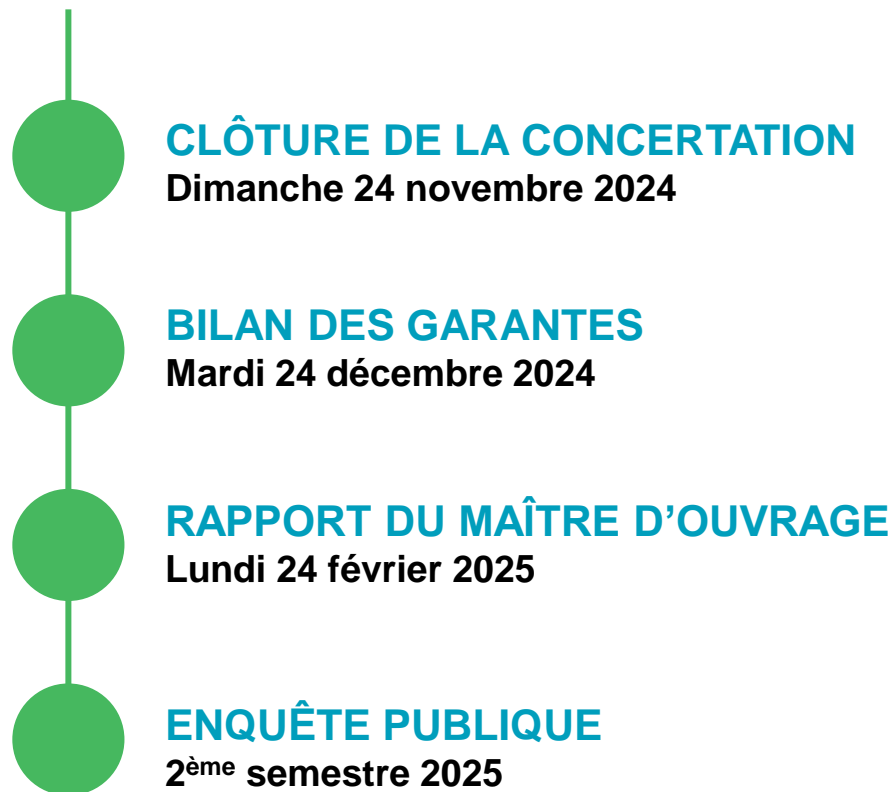 CLÔTURE DE LA CONCERTATION
Dimanche 24 novembre 2024
BILAN DES GARANTES
Mardi 24 décembre 2024
RAPPORT DU MAÎTRE D’OUVRAGE
Lundi 24 février 2025
ENQUÊTE PUBLIQUE
2ème semestre 2025